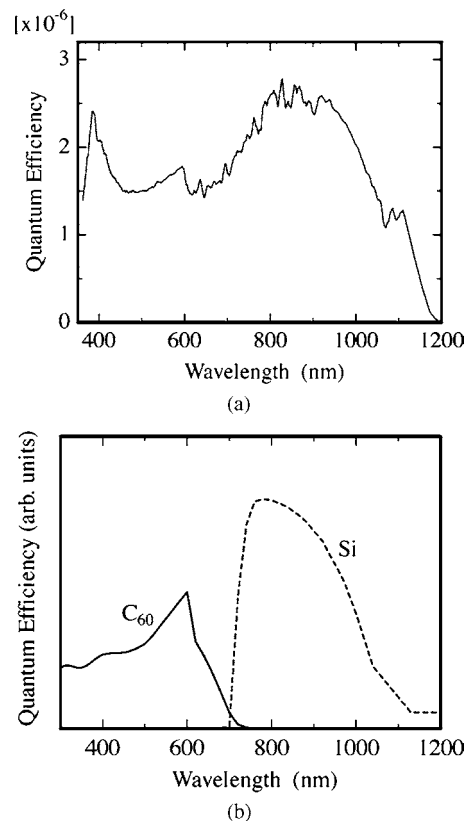 [x10⁻⁶]
3
2
1
0
Quantum Efficiency
400 600 800 1000 1200
Wavelength (nm)
(a)
Quantum Efficiency (arb. units)
C₆₀
Si
400 600 800 1000 1200
Wavelength (nm)
(b)